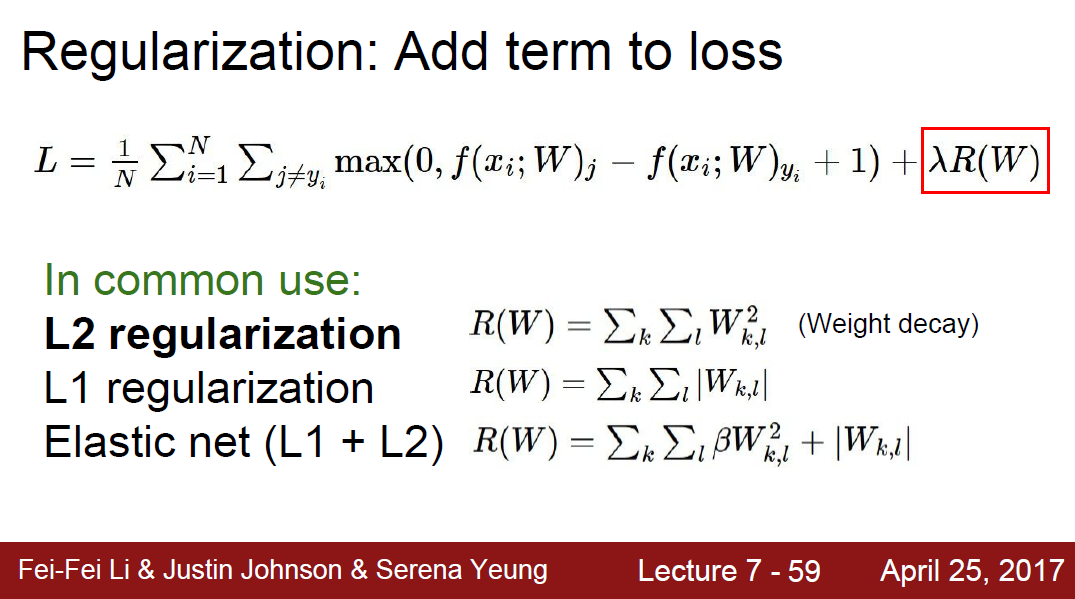 Regularization: Add term to loss
L = \frac{1}{N} \sum_{i=1}^{N} \sum_{j \neq y_i} \max(0, f(x_i; W)_j - f(x_i; W)_{y_i} + 1) + \lambda R(W)
In common use:
L2 regularization R(W) = \sum_k \sum_l W_{k,l}^2 (Weight decay)
L1 regularization R(W) = \sum_k \sum_l |W_{k,l}|
Elastic net (L1 + L2) R(W) = \sum_k \sum_l \beta W_{k,l}^2 + |W_{k,l}|
Fei-Fei Li & Justin Johnson & Serena Yeung Lecture 7 - 59 April 25, 2017